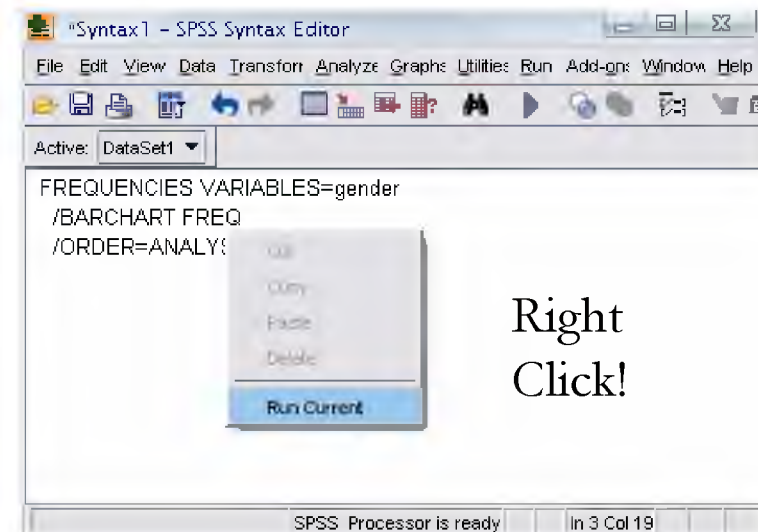 *Syntax1 - SPSS Syntax Editor
File Edit View Data Transforr Analyze Graphs Utilities Run Add-ons Window Help
Active: DataSet1
FREQUENCIES VARIABLES=gender
/BARCHART FREQ
/ORDER=ANALYS
Cut
Copy
Paste
Delete
Run Current
Right
Click!
SPSS Processor is ready
In 3 Col 19